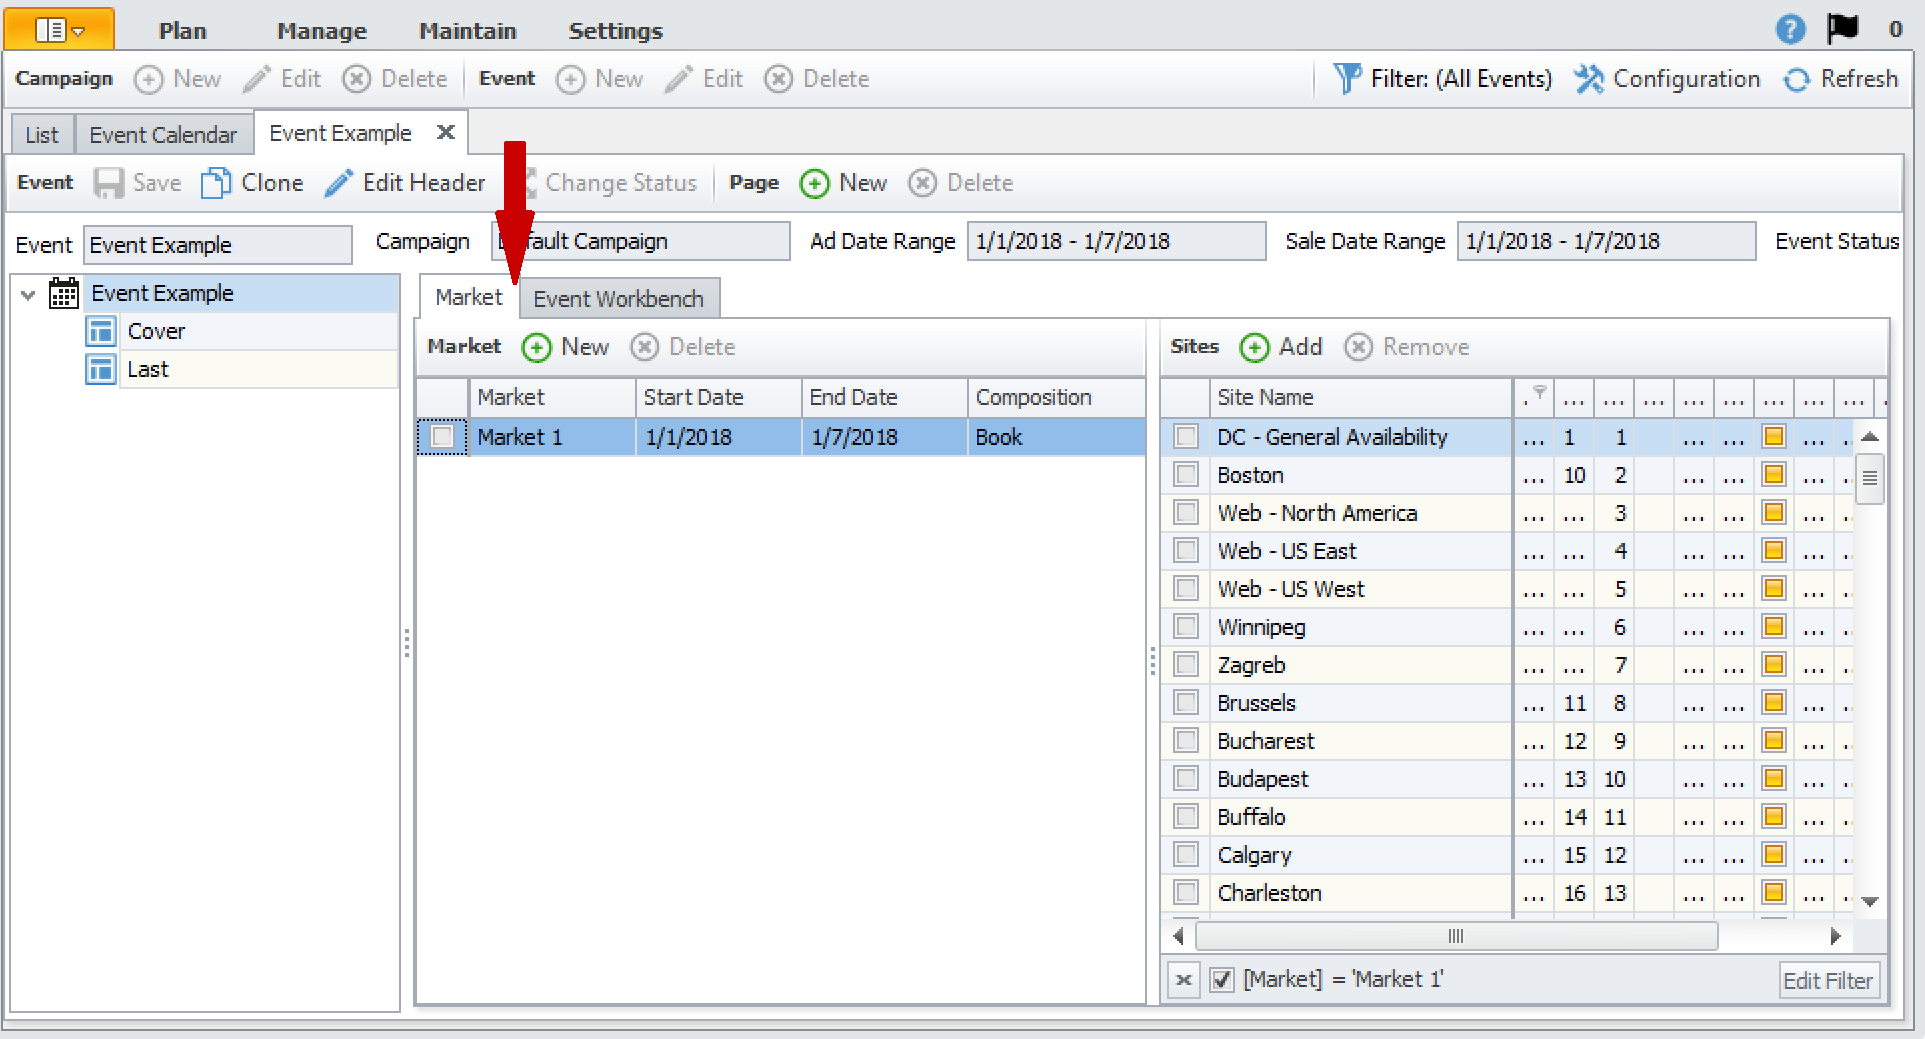 Plan Manage Maintain Settings ? 0
Campaign New Edit Delete Event New Edit Delete Filter: (All Events) Configuration Refresh
List Event Calendar Event Example
Event Save Clone Edit Header Change Status Page New Delete
Event Event Example Campaign Campaign Ad Date Range 1/1/2018 - 1/7/2018 Sale Date Range 1/1/2018 - 1/7/2018 Event Status
Event Example
Cover
Last
Market Event Workbench
Market New Delete
Market Start Date End Date Composition
Market 1 1/1/2018 1/7/2018 Book
Sites Add Remove
Site Name ... ... ... ... ... ... ... ...
DC - General Availability ... 1 1 ... ... ...
Boston ... 10 2 ... ... ...
Web - North America ... ... 3 ... ... ...
Web - US East ... ... 4 ... ... ...
Web - US West ... ... 5 ... ... ...
Winnipeg ... ... 6 ... ... ...
Zagreb ... ... 7 ... ... ...
Brussels ... 11 8 ... ... ...
Bucharest ... 12 9 ... ... ...
Budapest ... 13 10 ... ... ...
Buffalo ... 14 11 ... ... ...
Calgary ... 15 12 ... ... ...
Charleston ... 16 13 ... ... ...
[Market] = 'Market 1' Edit Filter